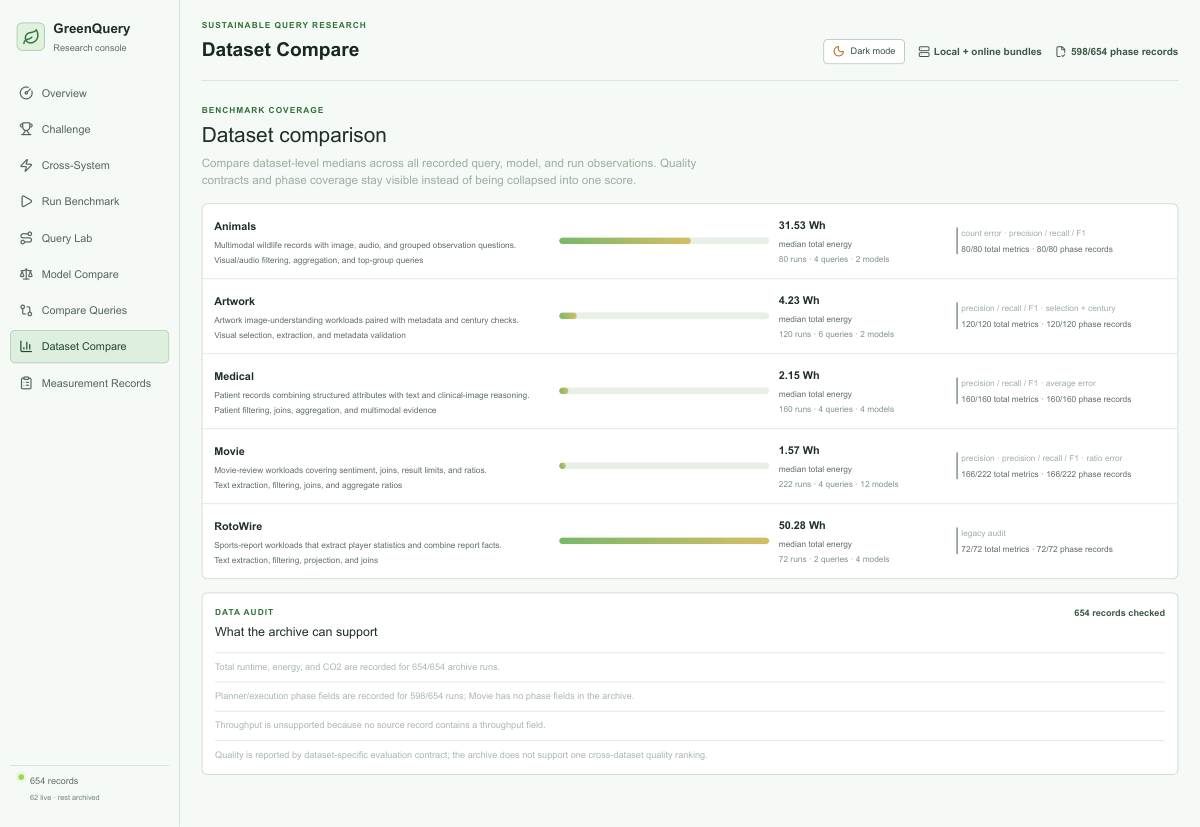 GreenQuery
Research console
Overview
Challenge
Cross-System
Run Benchmark
Query Lab
Model Compare
Compare Queries
Dataset Compare
Measurement Records
654 records
62 live · rest archived
SUSTAINABLE QUERY RESEARCH
Dataset Compare
Dark mode
Local + online bundles
598/654 phase records
BENCHMARK COVERAGE
Dataset comparison
Compare dataset-level medians across all recorded query, model, and run observations. Quality
contracts and phase coverage stay visible instead of being collapsed into one score.
Animals
Multimodal wildlife records with image, audio, and grouped observation questions.
Visual/audio filtering, aggregation, and top-group queries
31.53 Wh
median total energy
80 runs · 4 queries · 2 models
count error · precision / recall / F1
80/80 total metrics · 80/80 phase records
Artwork
Artwork image-understanding workloads paired with metadata and century checks.
Visual selection, extraction, and metadata validation
4.23 Wh
median total energy
120 runs · 6 queries · 2 models
precision / recall / F1 · selection + century
120/120 total metrics · 120/120 phase records
Medical
Patient records combining structured attributes with text and clinical-image reasoning.
Patient filtering, joins, aggregation, and multimodal evidence
2.15 Wh
median total energy
160 runs · 4 queries · 4 models
precision / recall / F1 · average error
160/160 total metrics · 160/160 phase records
Movie
Movie-review workloads covering sentiment, joins, result limits, and ratios.
Text extraction, filtering, joins, and aggregate ratios
1.57 Wh
median total energy
222 runs · 4 queries · 12 models
precision · precision / recall / F1 · ratio error
166/222 total metrics · 166/222 phase records
RotoWire
Sports-report workloads that extract player statistics and combine report facts.
Text extraction, filtering, projection, and joins
50.28 Wh
median total energy
72 runs · 2 queries · 4 models
legacy audit
72/72 total metrics · 72/72 phase records
DATA AUDIT
654 records checked
What the archive can support
Total runtime, energy, and CO2 are recorded for 654/654 archive runs.
Planner/execution phase fields are recorded for 598/654 runs; Movie has no phase fields in the archive.
Throughput is unsupported because no source record contains a throughput field.
Quality is reported by dataset-specific evaluation contract; the archive does not support one cross-dataset quality ranking.